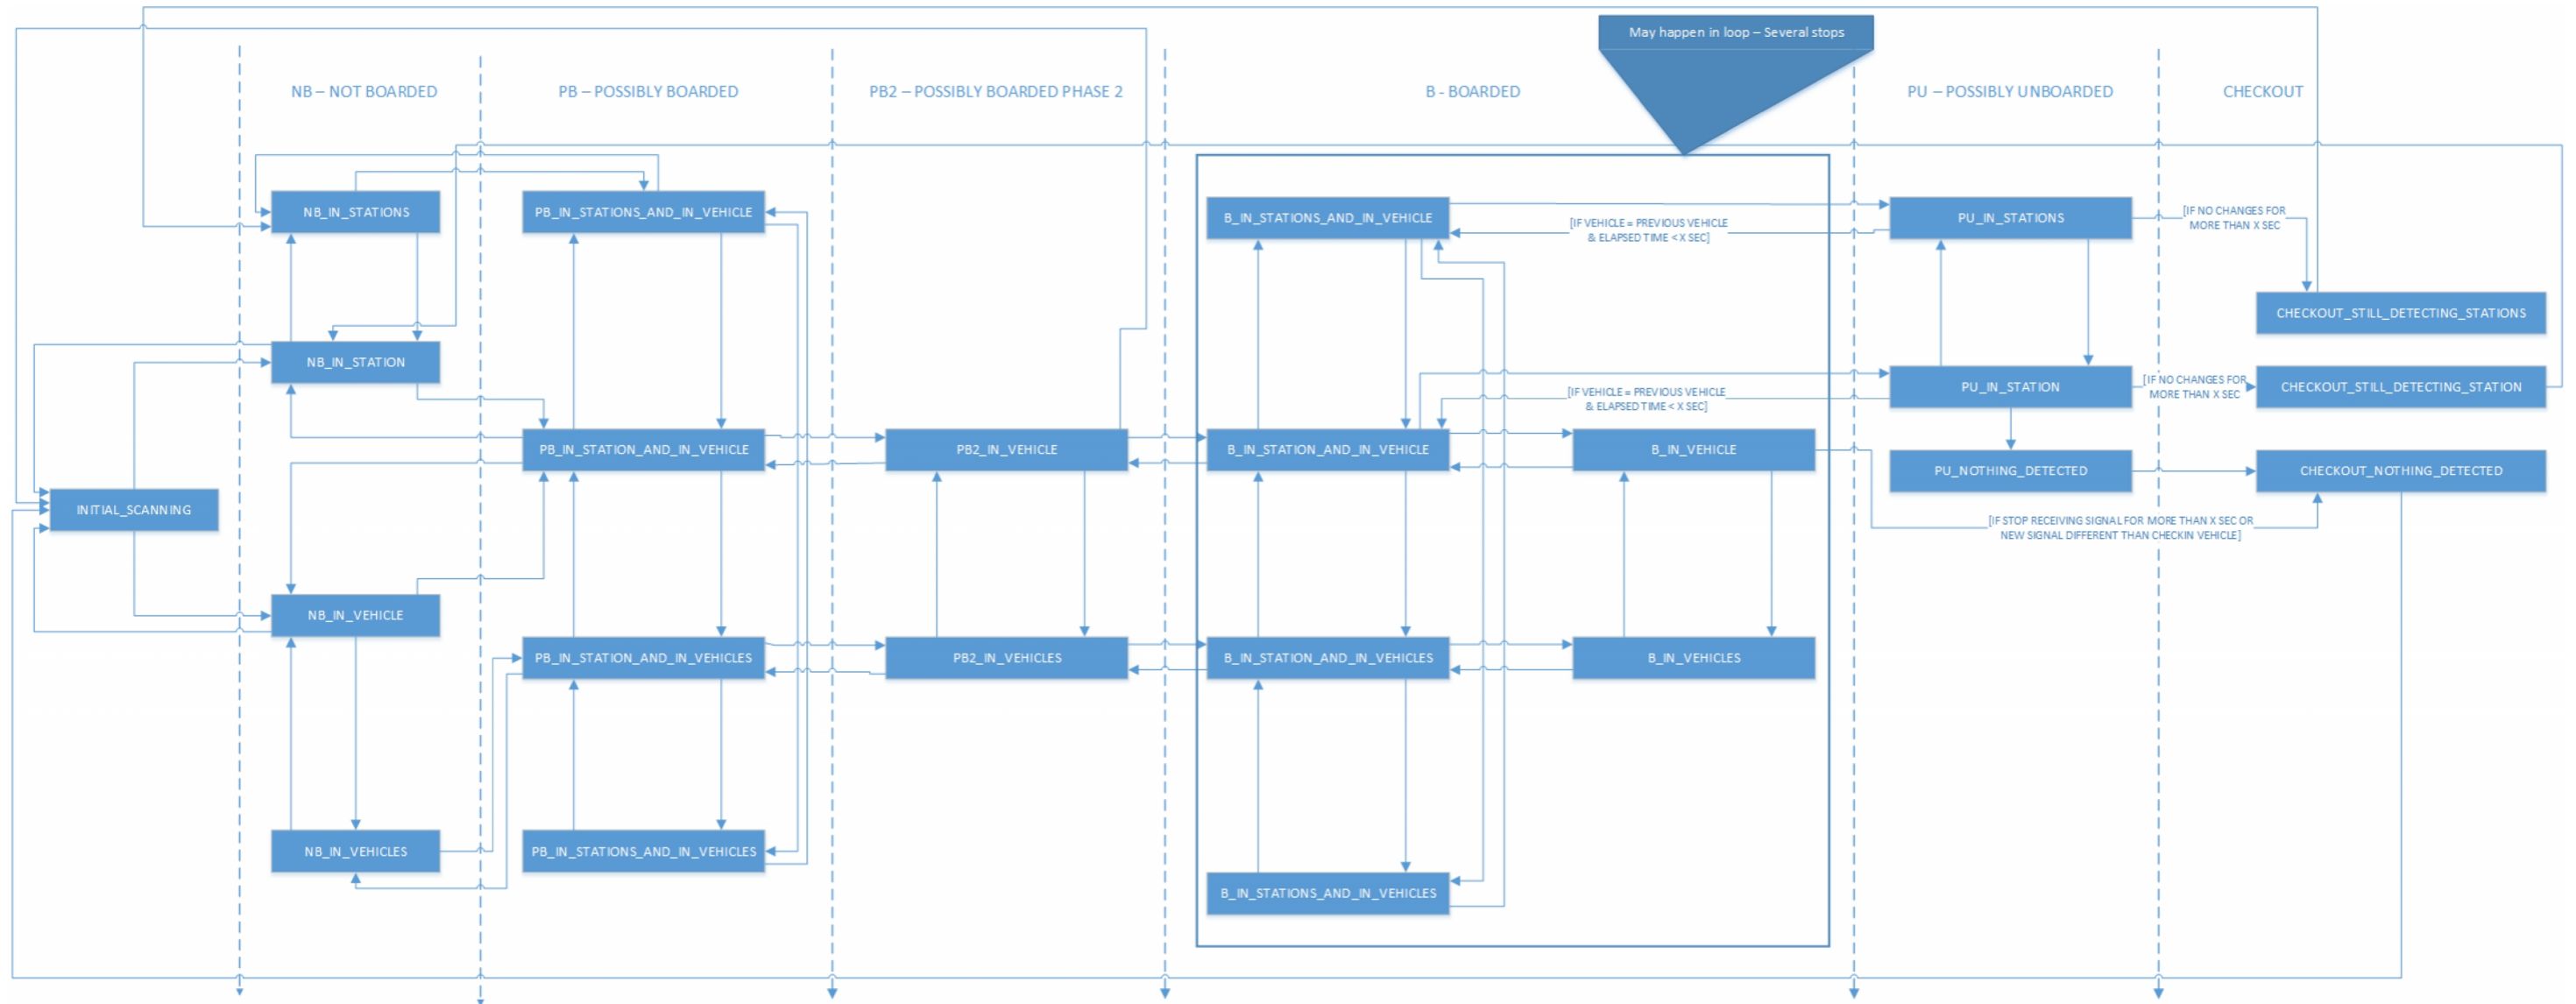 May happen in loop – Several stops
NB – NOT BOARDED
PB – POSSIBLY BOARDED
PB2 – POSSIBLY BOARDED PHASE 2
B - BOARDED
PU – POSSIBLY UNBOARDED
CHECKOUT
NB_IN_STATIONS
PB_IN_STATIONS_AND_IN_VEHICLE
B_IN_STATIONS_AND_IN_VEHICLE
[IF VEHICLE = PREVIOUS VEHICLE
& ELAPSED TIME < X SEC]
PU_IN_STATIONS
[IF NO CHANGES FOR
MORE THAN X SEC
CHECKOUT_STILL_DETECTING_STATIONS
NB_IN_STATION
[IF VEHICLE = PREVIOUS VEHICLE
& ELAPSED TIME < X SEC]
PU_IN_STATION
[IF NO CHANGES FOR
MORE THAN X SEC
CHECKOUT_STILL_DETECTING_STATION
PB_IN_STATION_AND_IN_VEHICLE
PB2_IN_VEHICLE
B_IN_STATION_AND_IN_VEHICLE
B_IN_VEHICLE
PU_NOTHING_DETECTED
CHECKOUT_NOTHING_DETECTED
INITIAL_SCANNING
[IF STOP RECEIVING SIGNAL FOR MORE THAN X SEC OR
NEW SIGNAL DIFFERENT THAN CHECKIN VEHICLE]
NB_IN_VEHICLE
PB_IN_STATION_AND_IN_VEHICLES
PB2_IN_VEHICLES
B_IN_STATION_AND_IN_VEHICLES
B_IN_VEHICLES
NB_IN_VEHICLES
PB_IN_STATIONS_AND_IN_VEHICLES
B_IN_STATIONS_AND_IN_VEHICLES